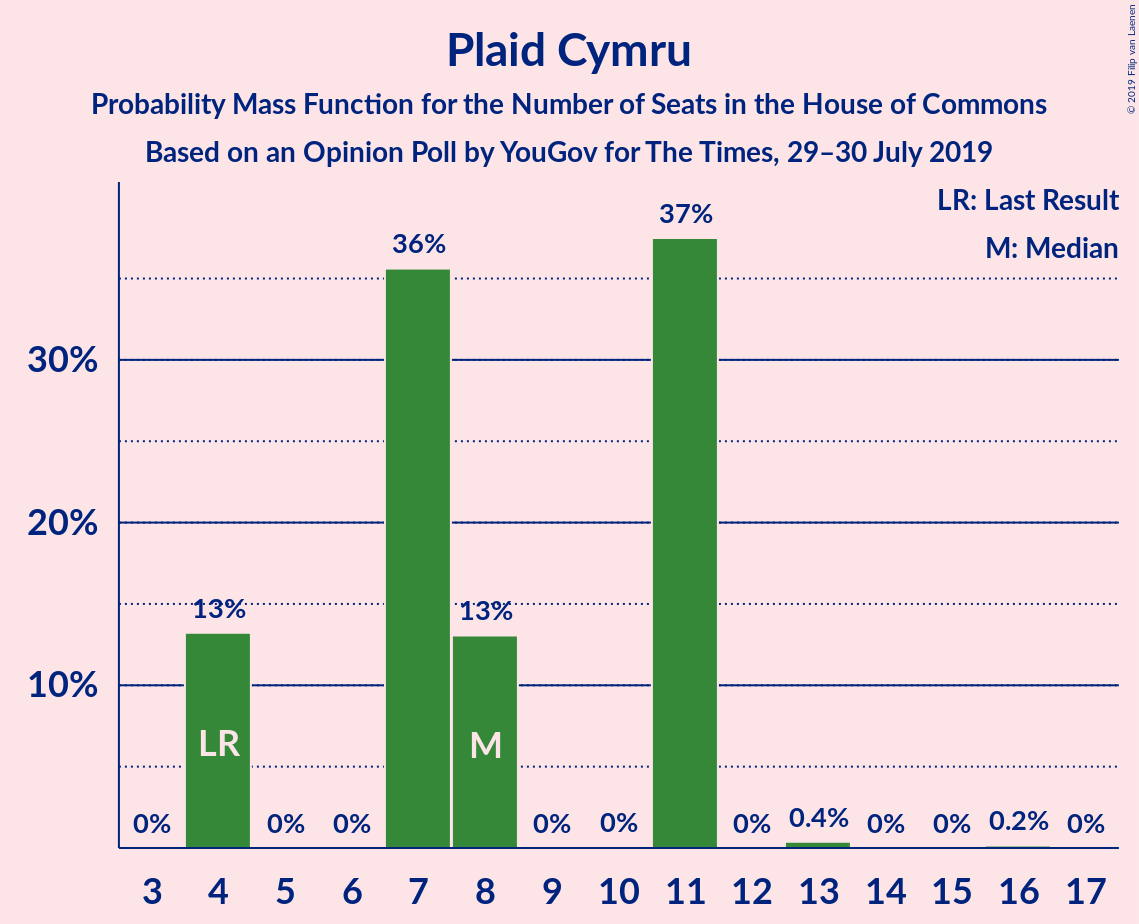 Plaid Cymru
Probability Mass Function for the Number of Seats in the House of Commons
Based on an Opinion Poll by YouGov for The Times, 29–30 July 2019
© 2019 Filip van Laenen
LR: Last Result
M: Median
30%
20%
10%
0%
13%
0%
0%
36%
13%
0%
0%
37%
0%
0.4%
0%
0%
0.2%
0%
LR
M
3 4 5 6 7 8 9 10 11 12 13 14 15 16 17